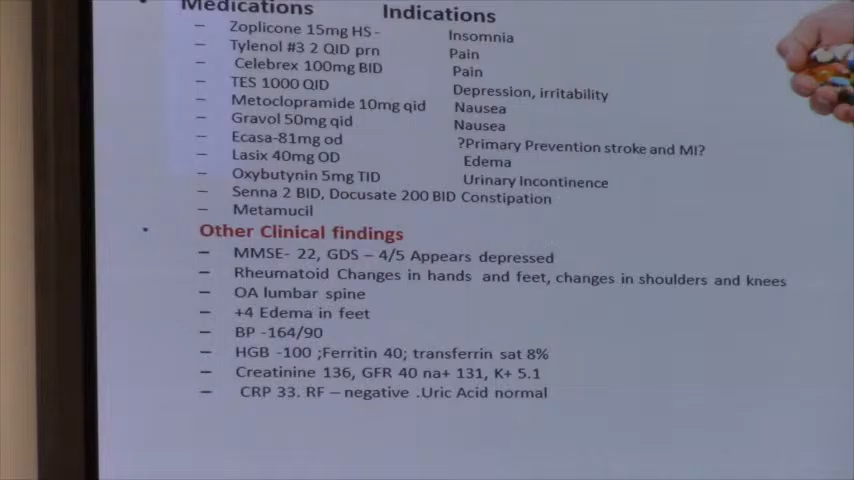 Medications Indications
– Zoplicone 15mg HS - Insomnia
– Tylenol #3 2 QID prn Pain
– Celebrex 100mg BID Pain
– TES 1000 QID Depression, irritability
– Metoclopramide 10mg qid Nausea
– Gravol 50mg qid Nausea
– Ecasa-81mg od ?Primary Prevention stroke and MI?
– Lasix 40mg OD Edema
– Oxybutynin 5mg TID Urinary Incontinence
– Senna 2 BID, Docusate 200 BID Constipation
– Metamucil
• Other Clinical findings
– MMSE- 22, GDS – 4/5 Appears depressed
– Rheumatoid Changes in hands and feet, changes in shoulders and knees
– OA lumbar spine
– +4 Edema in feet
– BP -164/90
– HGB -100 ;Ferritin 40; transferrin sat 8%
– Creatinine 136, GFR 40 na+ 131, K+ 5.1
– CRP 33. RF – negative .Uric Acid normal